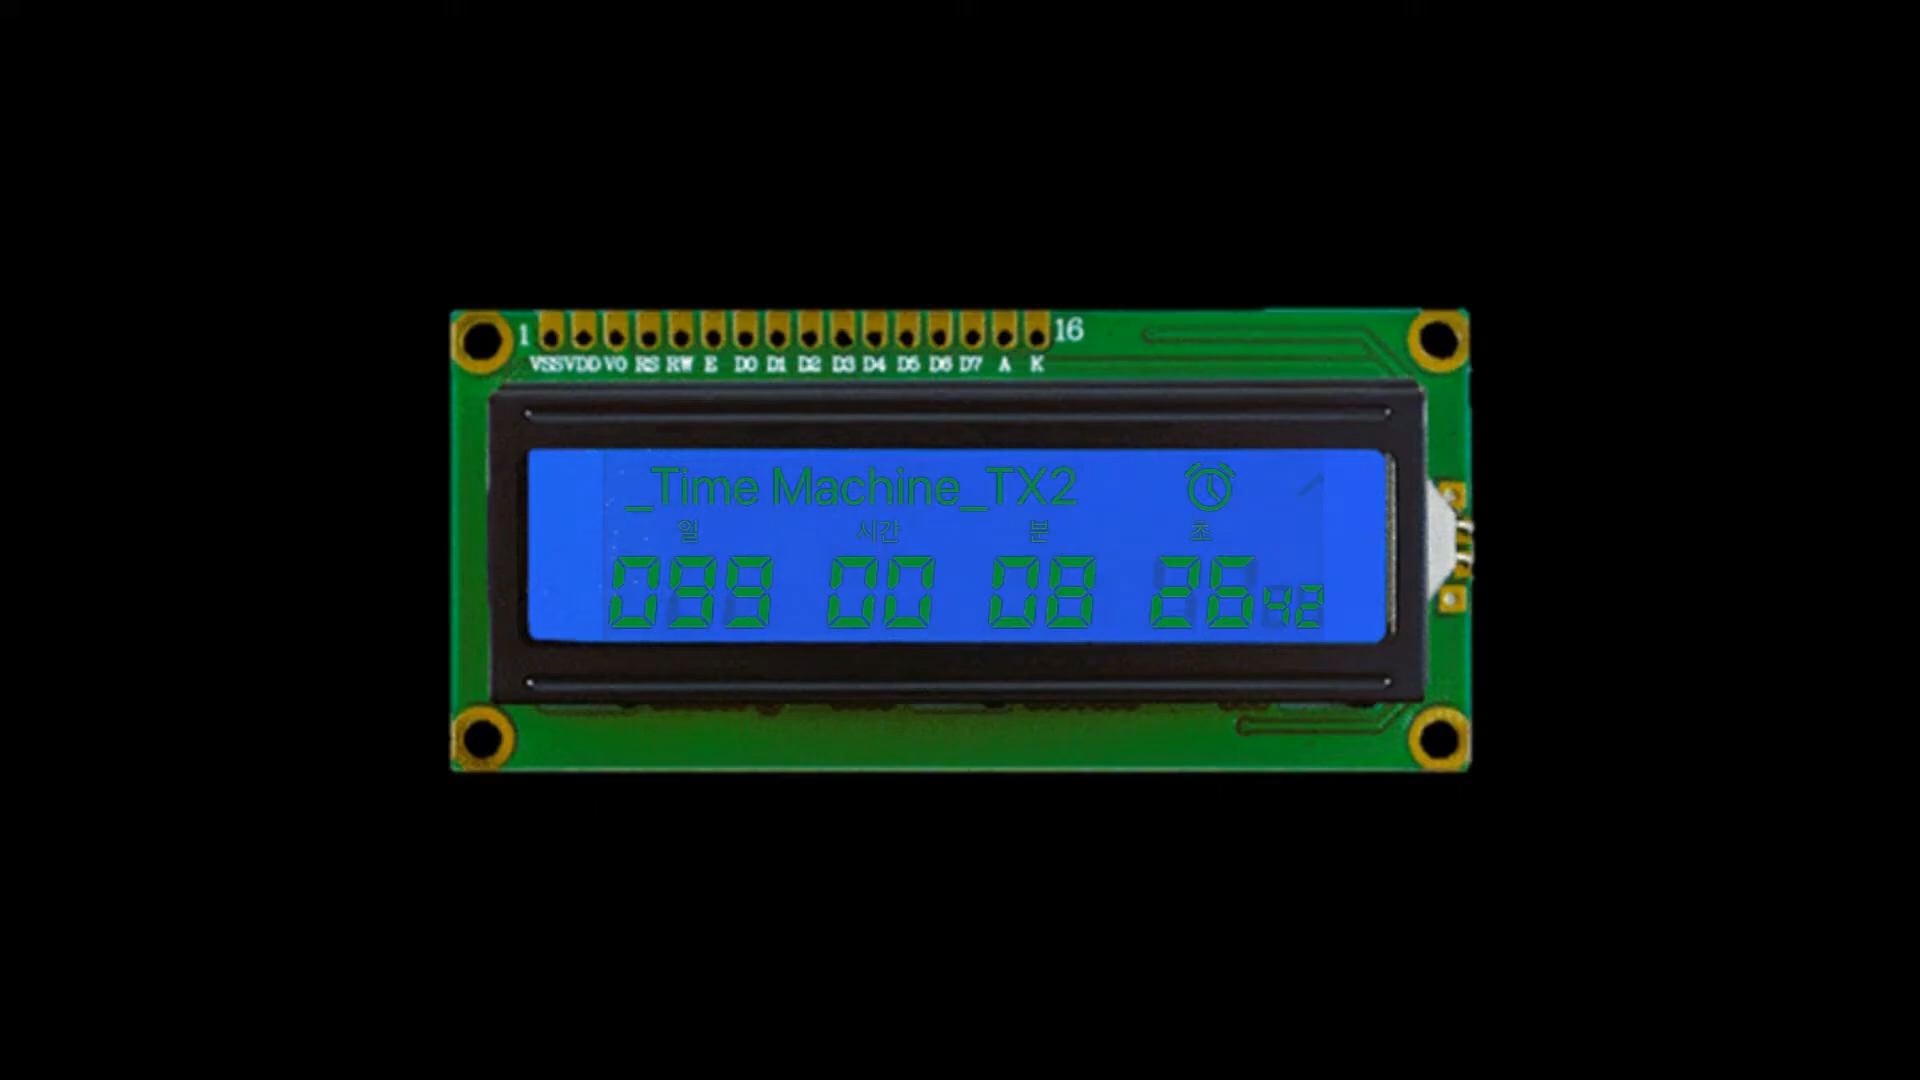 1 16
VSS VDD V0 RS RW E D0 D1 D2 D3 D4 D5 D6 D7 A K
_Time Machine_TX2
일 시간 분 초
099 00 08 26 42